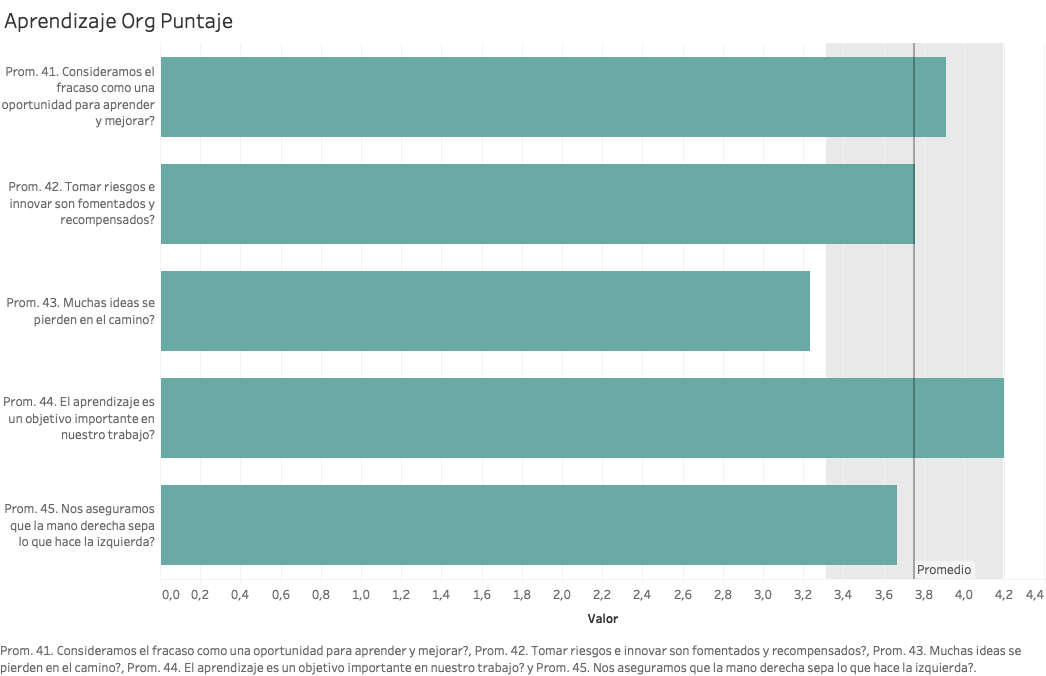 Aprendizaje Org Puntaje
Prom. 41. Consideramos el
fracaso como una
oportunidad para aprender
y mejorar?
Prom. 42. Tomar riesgos e
innovar son fomentados y
recompensados?
Prom. 43. Muchas ideas se
pierden en el camino?
Prom. 44. El aprendizaje es
un objetivo importante en
nuestro trabajo?
Prom. 45. Nos aseguramos
que la mano derecha sepa
lo que hace la izquierda?
Promedio
0,0 0,2 0,4 0,6 0,8 1,0 1,2 1,4 1,6 1,8 2,0 2,2 2,4 2,6 2,8 3,0 3,2 3,4 3,6 3,8 4,0 4,2 4,4
Valor
Prom. 41. Consideramos el fracaso como una oportunidad para aprender y mejorar?, Prom. 42. Tomar riesgos e innovar son fomentados y recompensados?, Prom. 43. Muchas ideas se
pierden en el camino?, Prom. 44. El aprendizaje es un objetivo importante en nuestro trabajo? y Prom. 45. Nos aseguramos que la mano derecha sepa lo que hace la izquierda?.